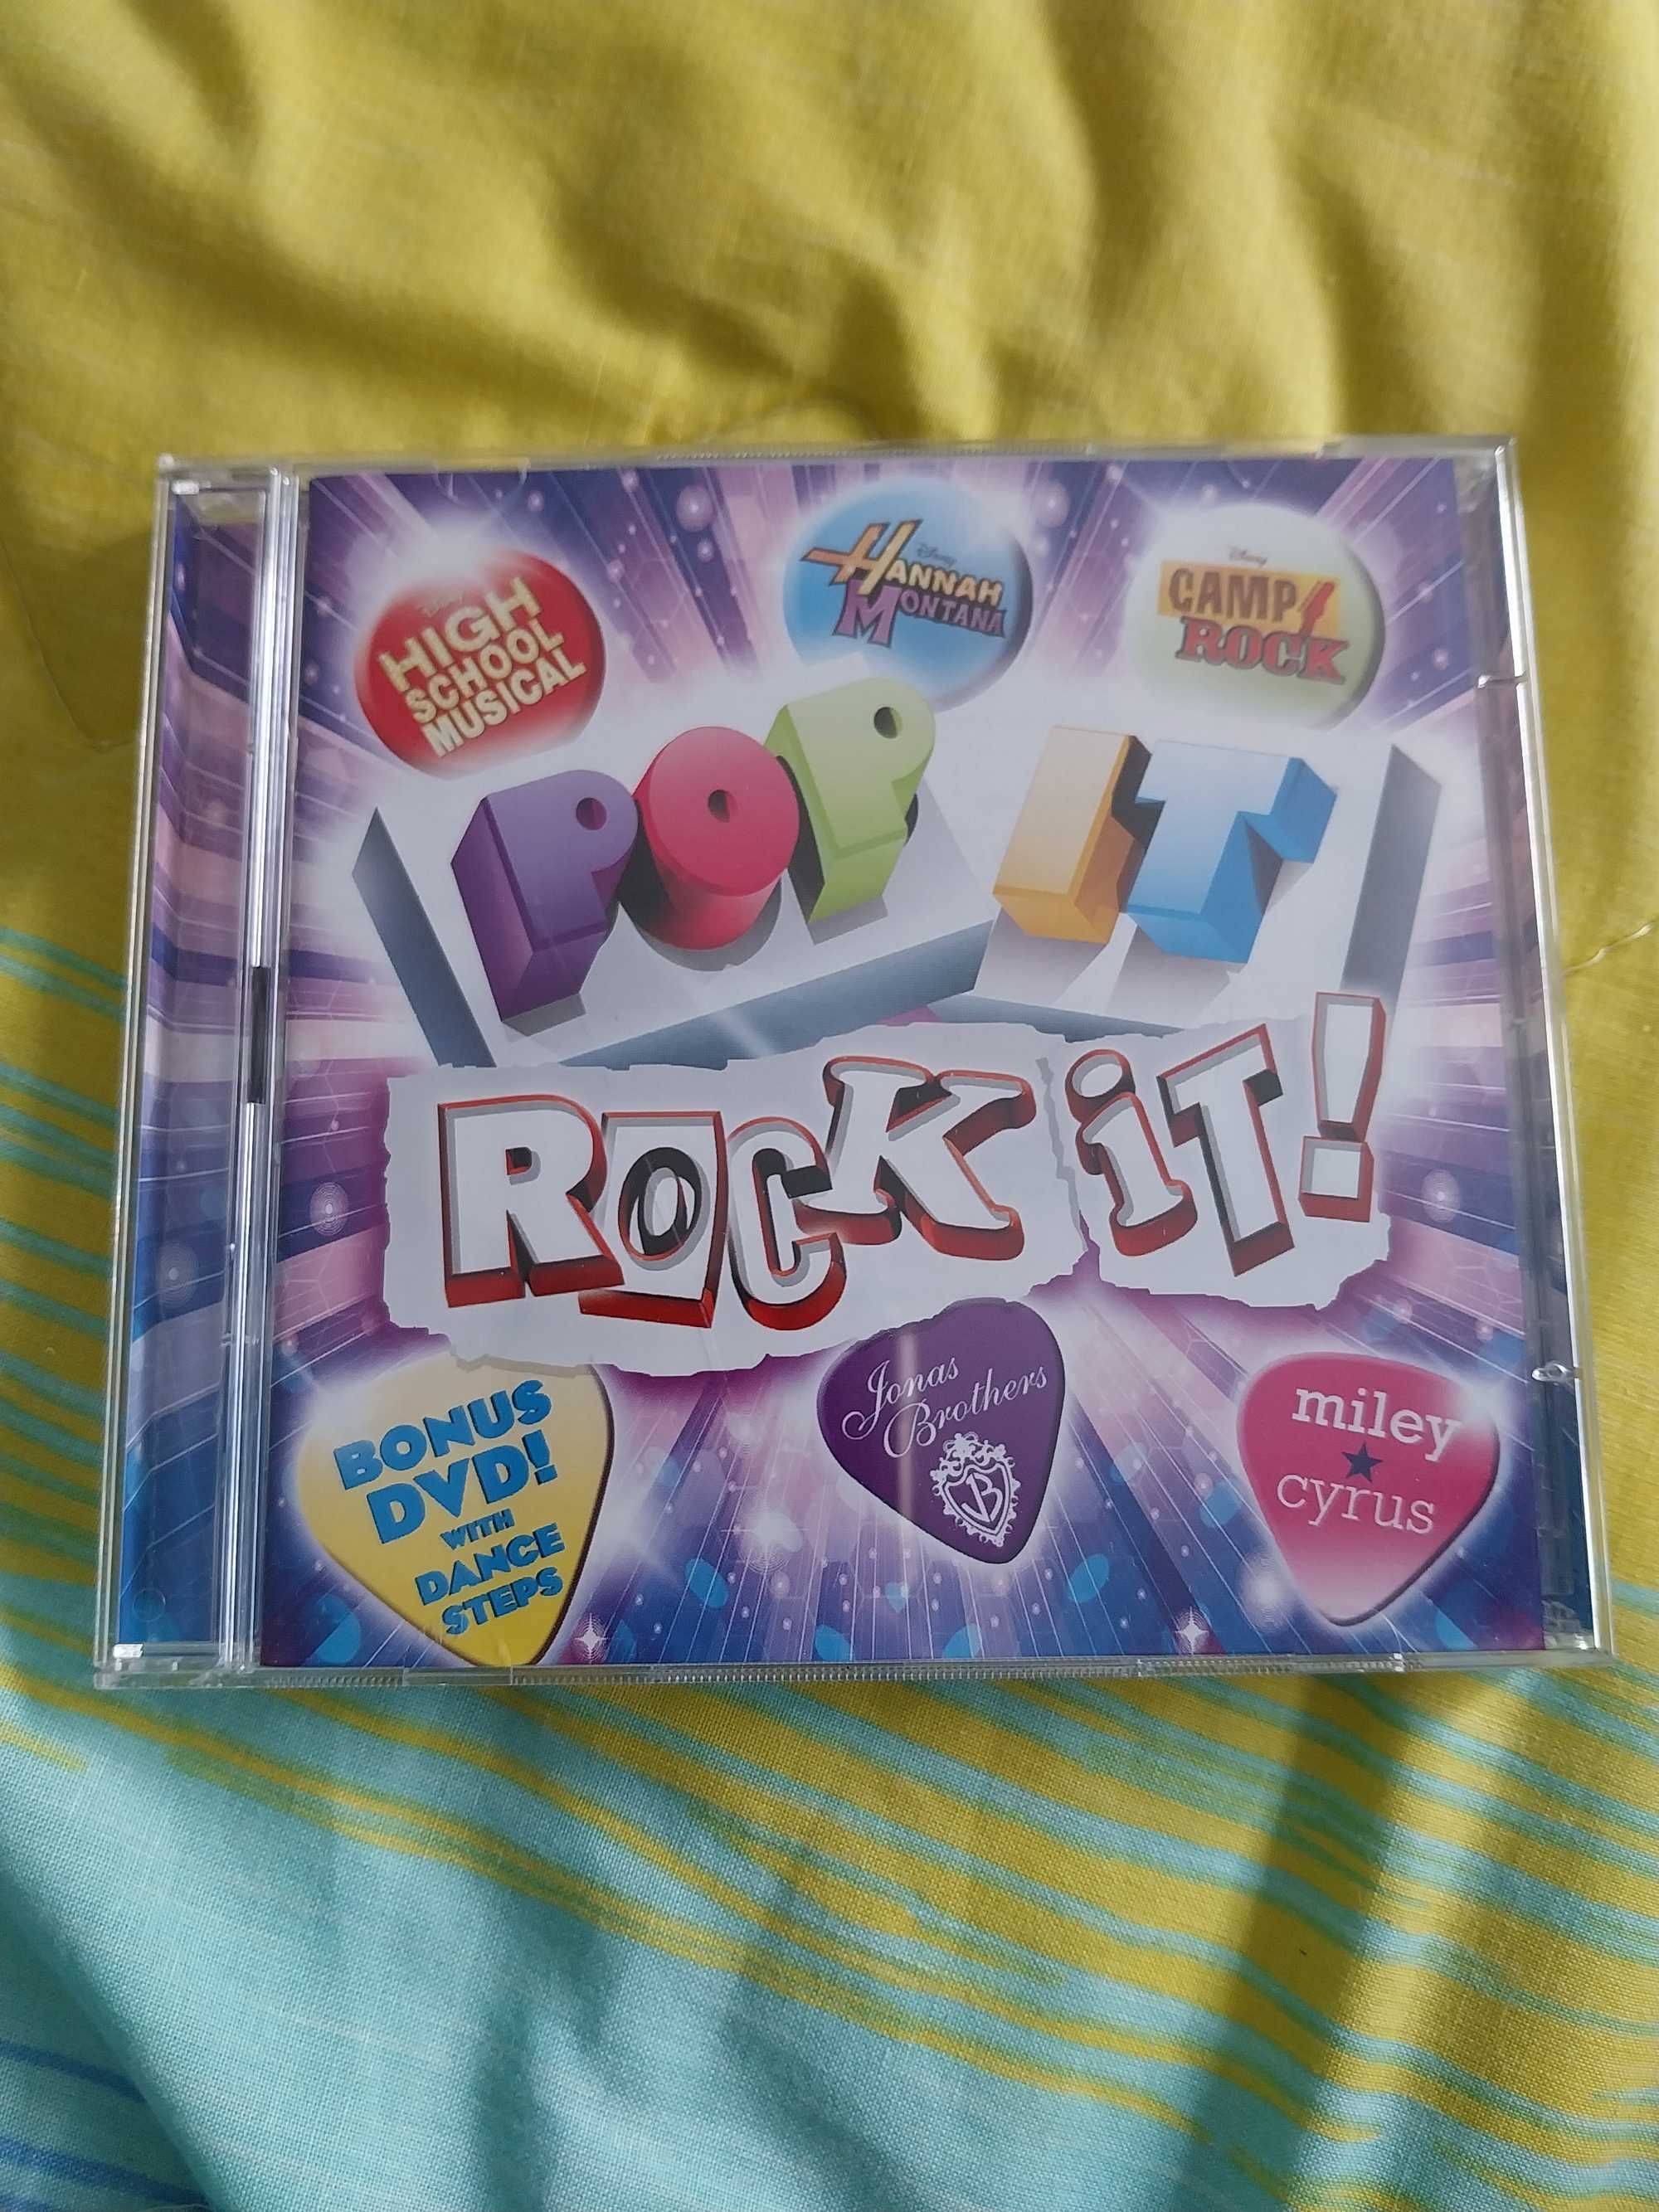 Disney
HIGH
SCHOOL
MUSICAL
Disney
HANNAH
MONTANA
Disney
CAMP
ROCK
POP IT
ROCK iT!
BONUS
DVD!
WITH
DANCE
STEPS
Jonas
Brothers
JB
miley
cyrus